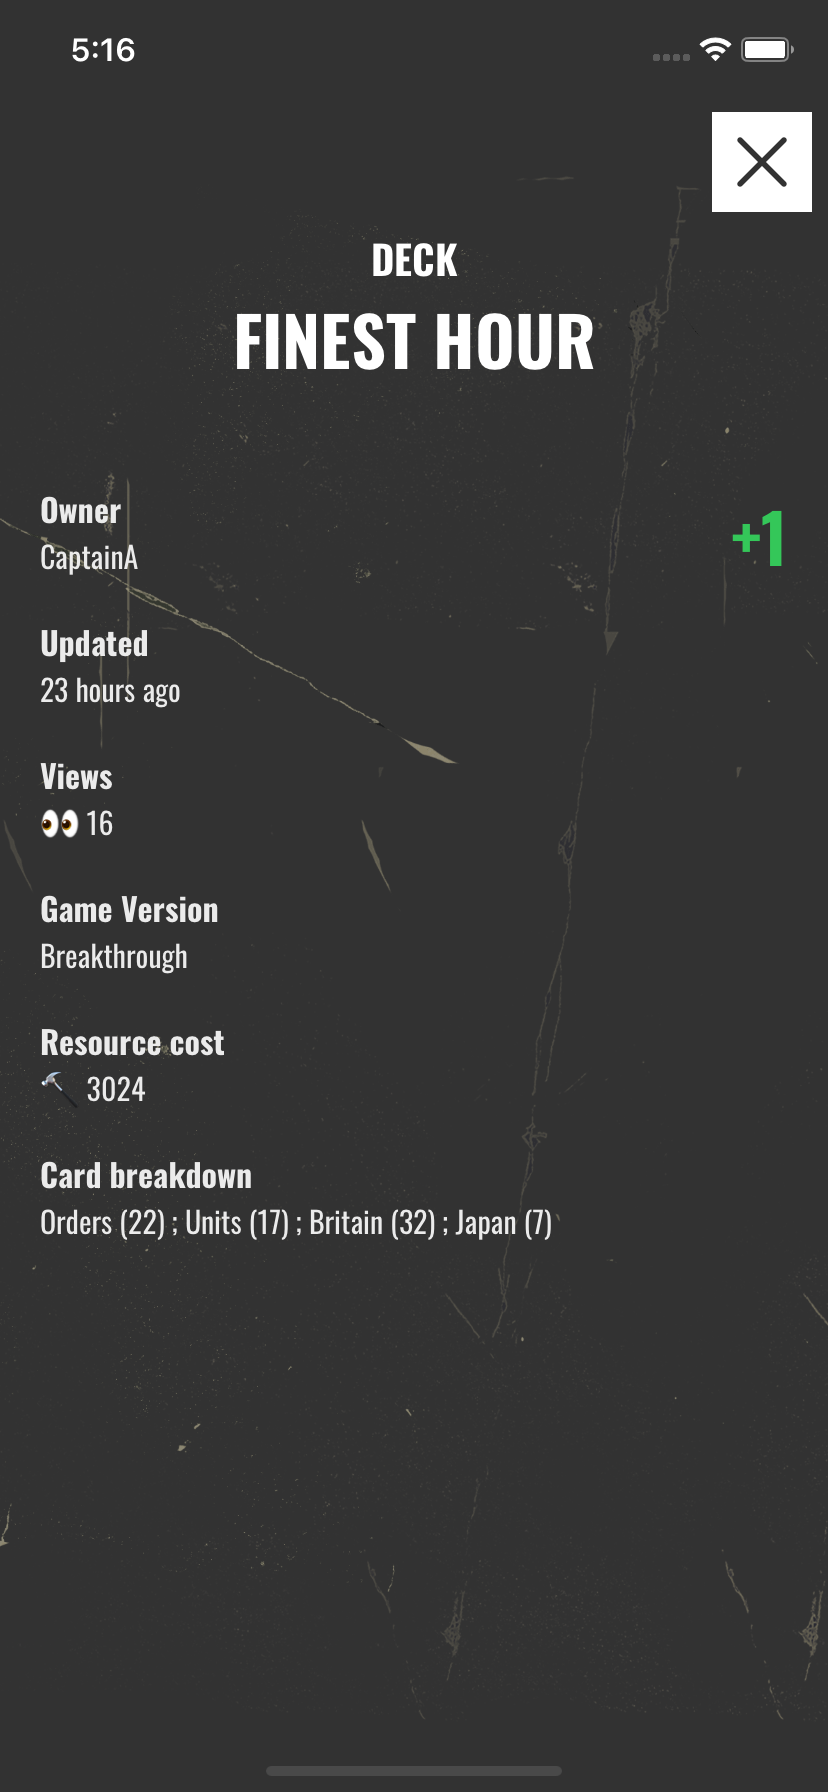 5:16
DECK
FINEST HOUR
Owner
CaptainA
+1
Updated
23 hours ago
Views
👀 16
Game Version
Breakthrough
Resource cost
🔨 3024
Card breakdown
Orders (22) ; Units (17) ; Britain (32) ; Japan (7)